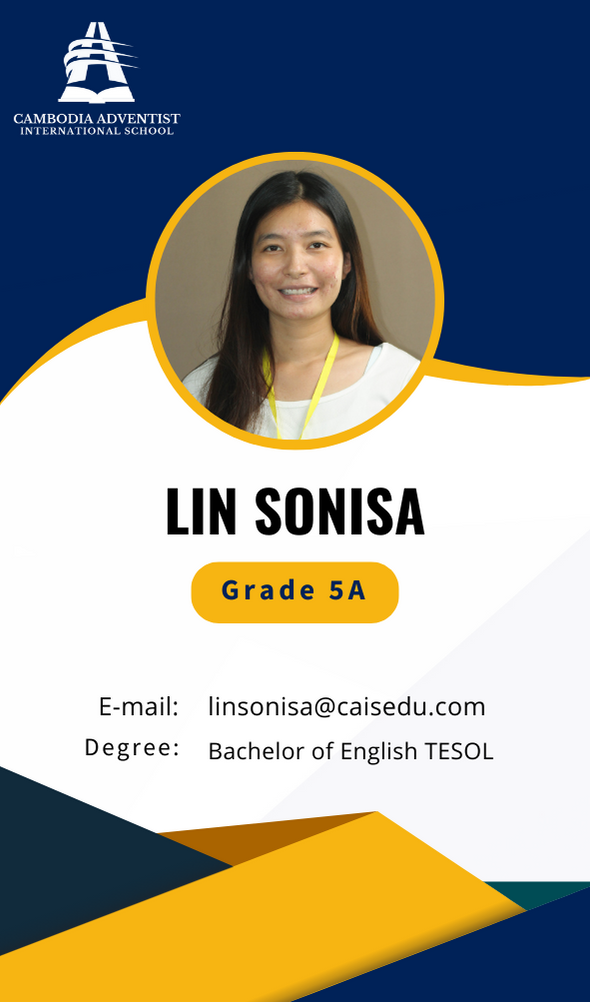 CAMBODIA ADVENTIST
INTERNATIONAL SCHOOL
LIN SONISA
Grade 5A
E-mail: linsonisa@caisedu.com
Degree: Bachelor of English TESOL